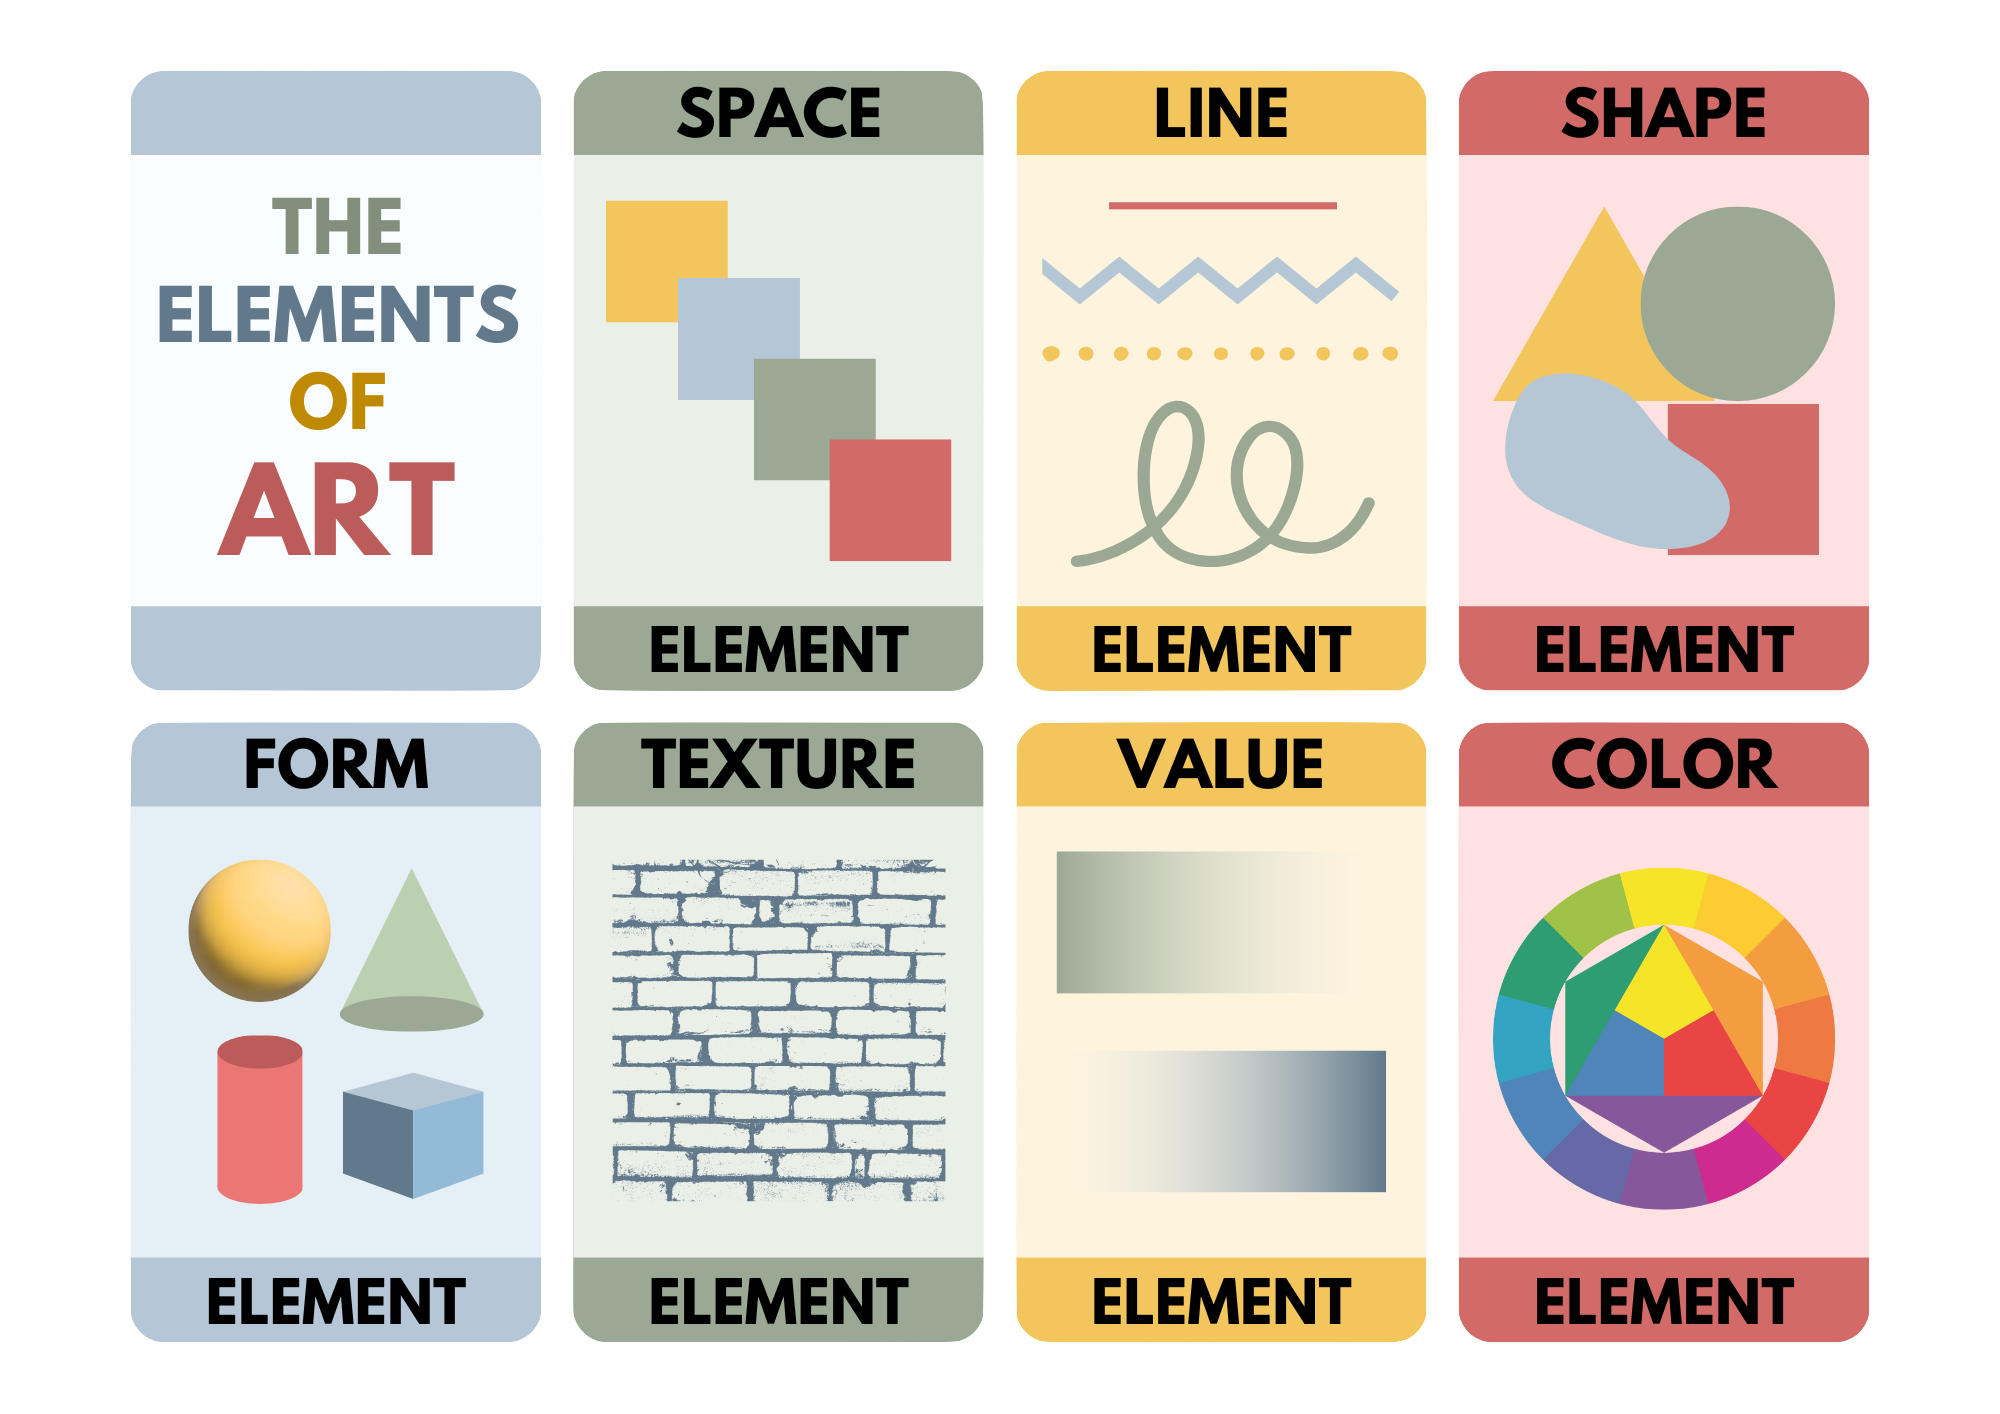 THE
ELEMENTS
OF
ART
SPACE
ELEMENT
LINE
ELEMENT
SHAPE
ELEMENT
FORM
ELEMENT
TEXTURE
ELEMENT
VALUE
ELEMENT
COLOR
ELEMENT